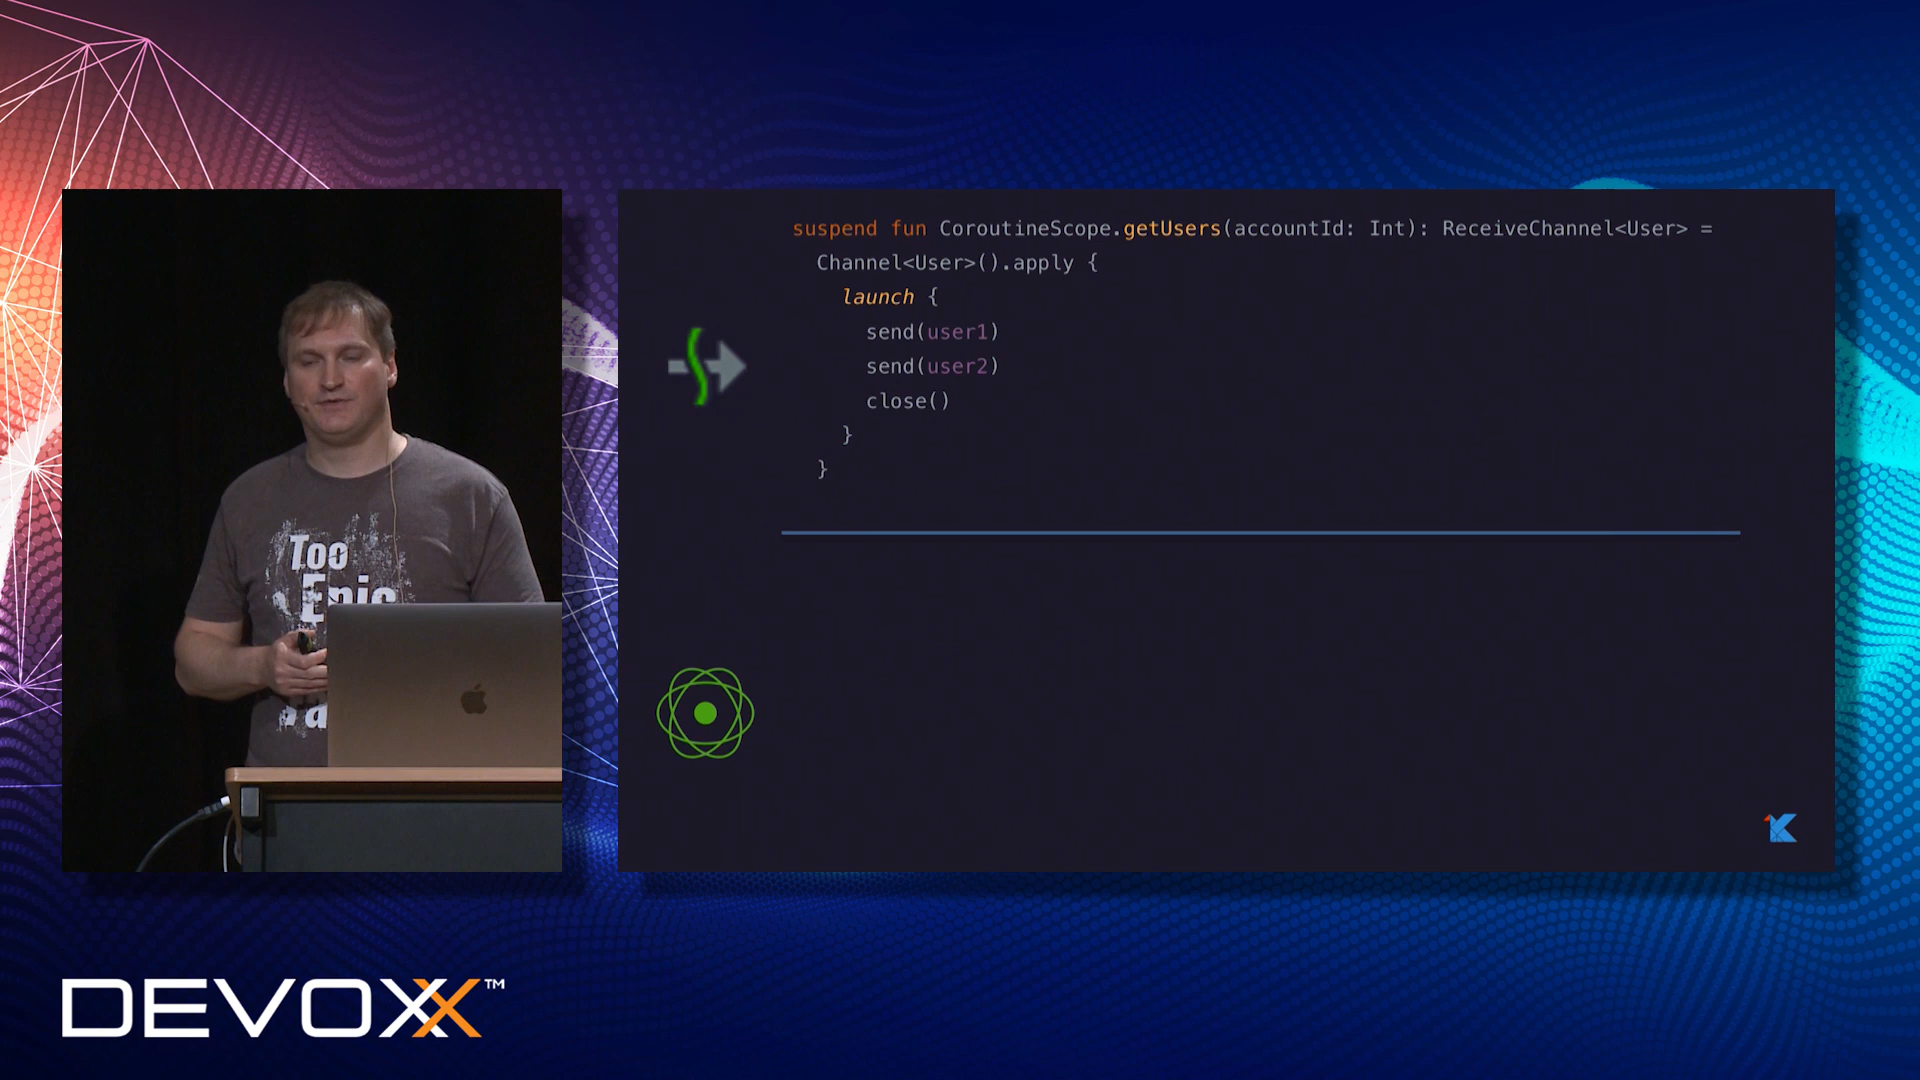 suspend fun CoroutineScope.getUsers(accountId: Int): ReceiveChannel<User> =
Channel<User>().apply {
launch {
send(user1)
send(user2)
close()
}
}
Too
Epic
DEVOXX™